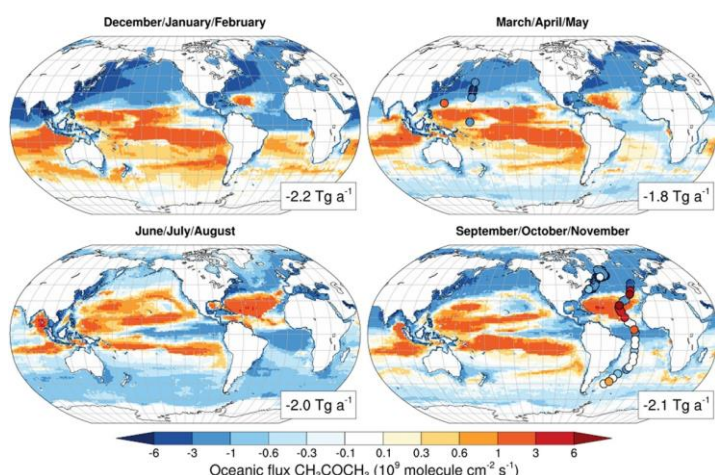 December/January/February
March/April/May
-2.2 Tg a⁻¹
-1.8 Tg a⁻¹
June/July/August
September/October/November
-2.0 Tg a⁻¹
-2.1 Tg a⁻¹
-6 -3 -1 -0.6 -0.3 -0.1 0.1 0.3 0.6 1 3 6
Oceanic flux CH₃COCH₃ (10⁹ molecule cm⁻² s⁻¹)